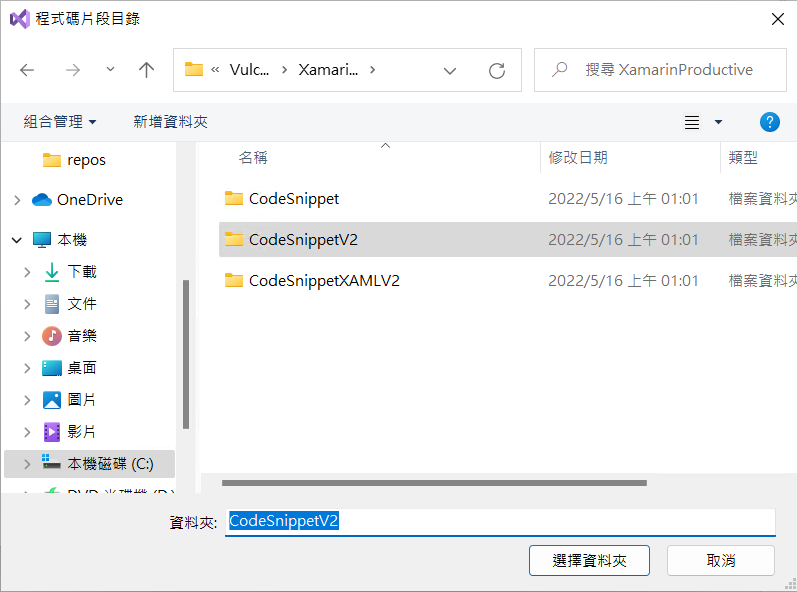 程式碼片段目錄
« Vulc... › Xamari... ›
搜尋 XamarinProductive
組合管理
新增資料夾
?
repos
OneDrive
本機
下載
文件
音樂
桌面
圖片
影片
本機磁碟 (C:)
名稱 修改日期 類型
CodeSnippet 2022/5/16 上午 01:01 檔案資料夾
CodeSnippetV2 2022/5/16 上午 01:01 檔案資料夾
CodeSnippetXAMLV2 2022/5/16 上午 01:01 檔案資料夾
資料夾: CodeSnippetV2
選擇資料夾 取消